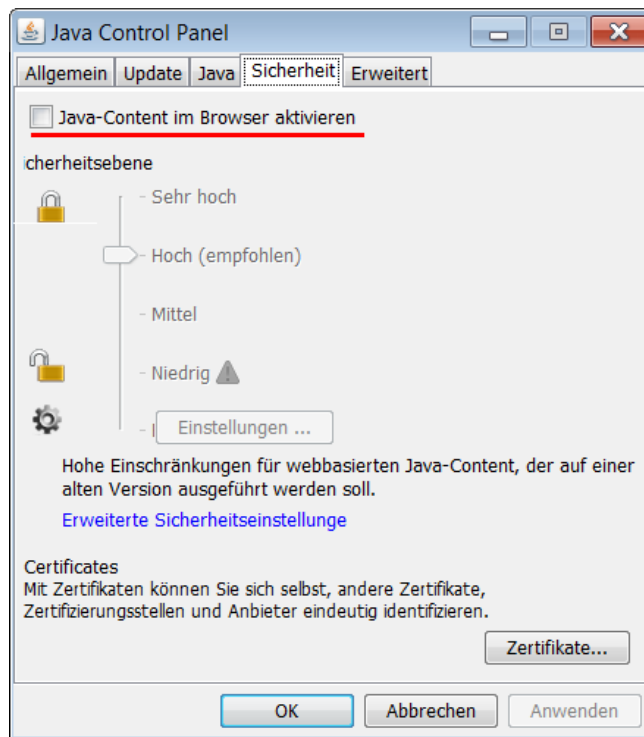 Java Control Panel
Allgemein Update Java Sicherheit Erweitert
Java-Content im Browser aktivieren
icherheitsebene
- Sehr hoch
- Hoch (empfohlen)
- Mittel
- Niedrig
Einstellungen ...
Hohe Einschränkungen für webbasierten Java-Content, der auf einer
alten Version ausgeführt werden soll.
Erweiterte Sicherheitseinstellunge
Certificates
Mit Zertifikaten können Sie sich selbst, andere Zertifikate,
Zertifizierungsstellen und Anbieter eindeutig identifizieren.
Zertifikate...
OK Abbrechen Anwenden